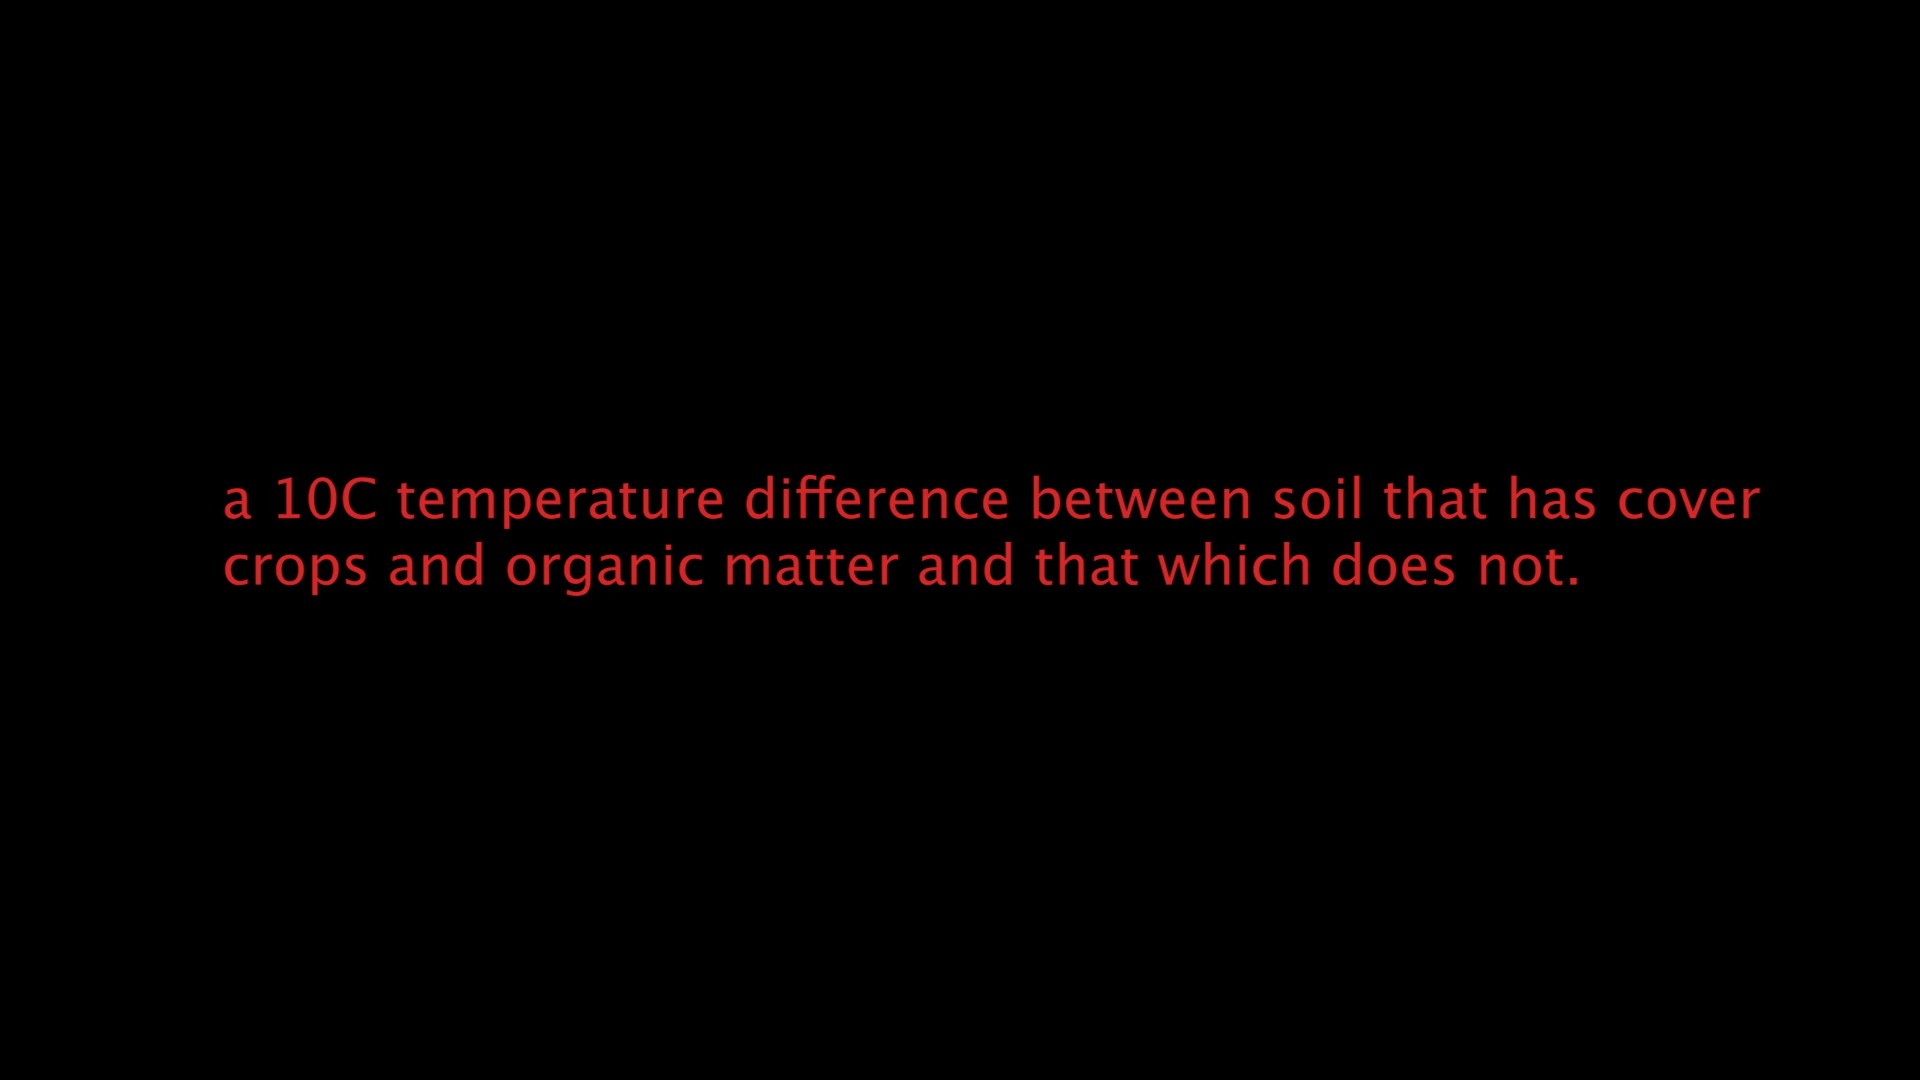 a 10C temperature difference between soil that has cover
crops and organic matter and that which does not.